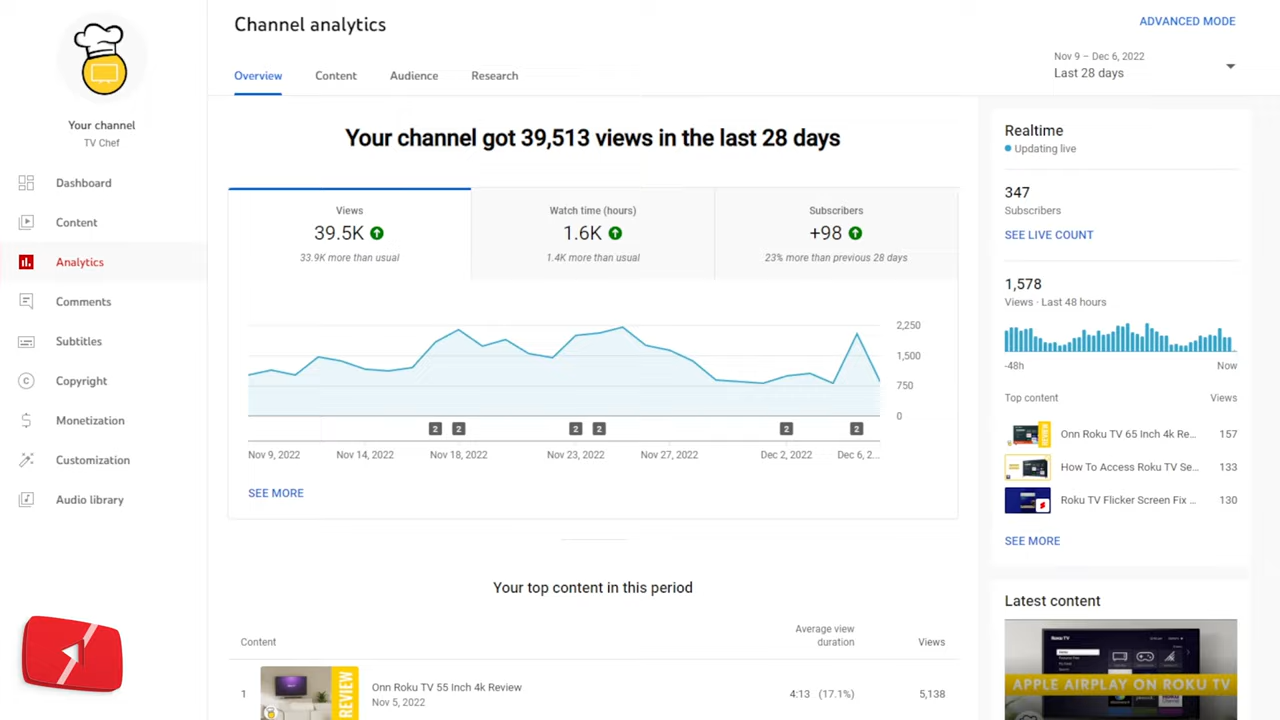 Channel analytics
ADVANCED MODE
Nov 9 – Dec 6, 2022
Last 28 days
Overview
Content
Audience
Research
Your channel
TV Chef
Dashboard
Content
Analytics
Comments
Subtitles
Copyright
Monetization
Customization
Audio library
Your channel got 39,513 views in the last 28 days
Views
39.5K
33.9K more than usual
Watch time (hours)
1.6K
1.4K more than usual
Subscribers
+98
23% more than previous 28 days
2,250
1,500
750
0
2 2 2 2 2 2
Nov 9, 2022 Nov 14, 2022 Nov 18, 2022 Nov 23, 2022 Nov 27, 2022 Dec 2, 2022 Dec 6, 2...
SEE MORE
Your top content in this period
Content
Average view
duration
Views
1
REVIEW
Onn Roku TV 55 Inch 4k Review
Nov 5, 2022
4:13 (17.1%)
5,138
Realtime
Updating live
347
Subscribers
SEE LIVE COUNT
1,578
Views · Last 48 hours
-48h
Now
Top content
Views
REVIEW
Onn Roku TV 65 Inch 4k Re... 157
How To Access Roku TV Se... 133
Roku TV Flicker Screen Fix ... 130
SEE MORE
Latest content
Roku TV
APPLE AIRPLAY ON ROKU TV